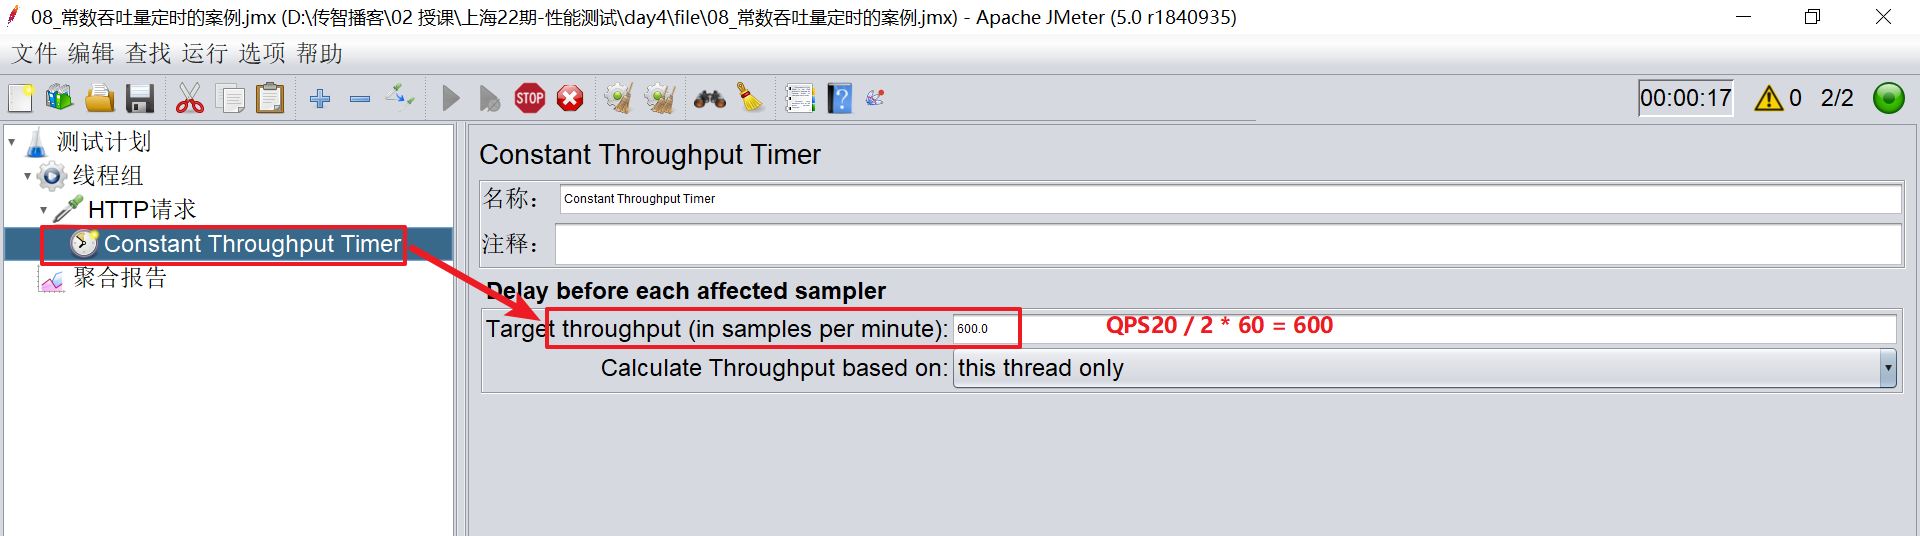 08_常数吞吐量定时的案例.jmx (D:\传智播客\02 授课\上海22期-性能测试\day4\file\08_常数吞吐量定时的案例.jmx) - Apache JMeter (5.0 r1840935)
文件 编辑 查找 运行 选项 帮助
STOP
00:00:17 0 2/2
测试计划
线程组
HTTP请求
Constant Throughput Timer
聚合报告
Constant Throughput Timer
名称： Constant Throughput Timer
注释：
Delay before each affected sampler
Target throughput (in samples per minute): 600.0 QPS20 / 2 * 60 = 600
Calculate Throughput based on: this thread only